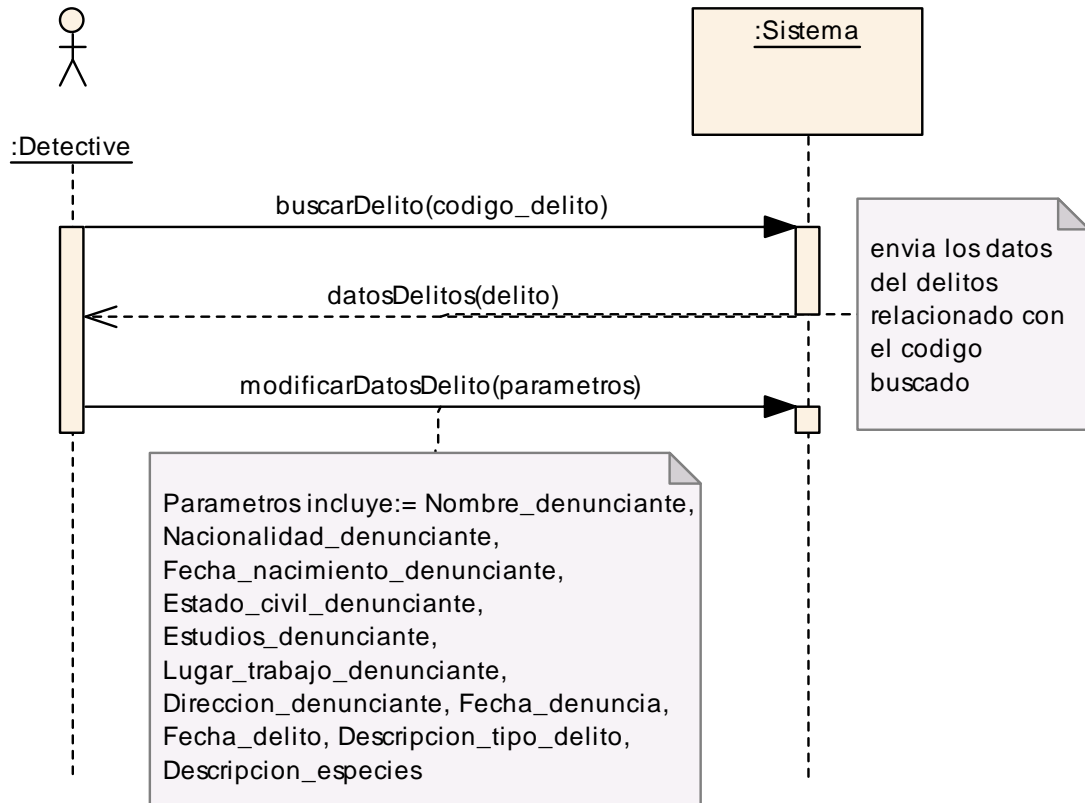 :Sistema
:Detective
buscarDelito(codigo_delito)
envia los datos
del delitos
relacionado con
el codigo
buscado
datosDelitos(delito)
modificarDatosDelito(parametros)
Parametros incluye:= Nombre_denunciante,
Nacionalidad_denunciante,
Fecha_nacimiento_denunciante,
Estado_civil_denunciante,
Estudios_denunciante,
Lugar_trabajo_denunciante,
Direccion_denunciante, Fecha_denuncia,
Fecha_delito, Descripcion_tipo_delito,
Descripcion_especies